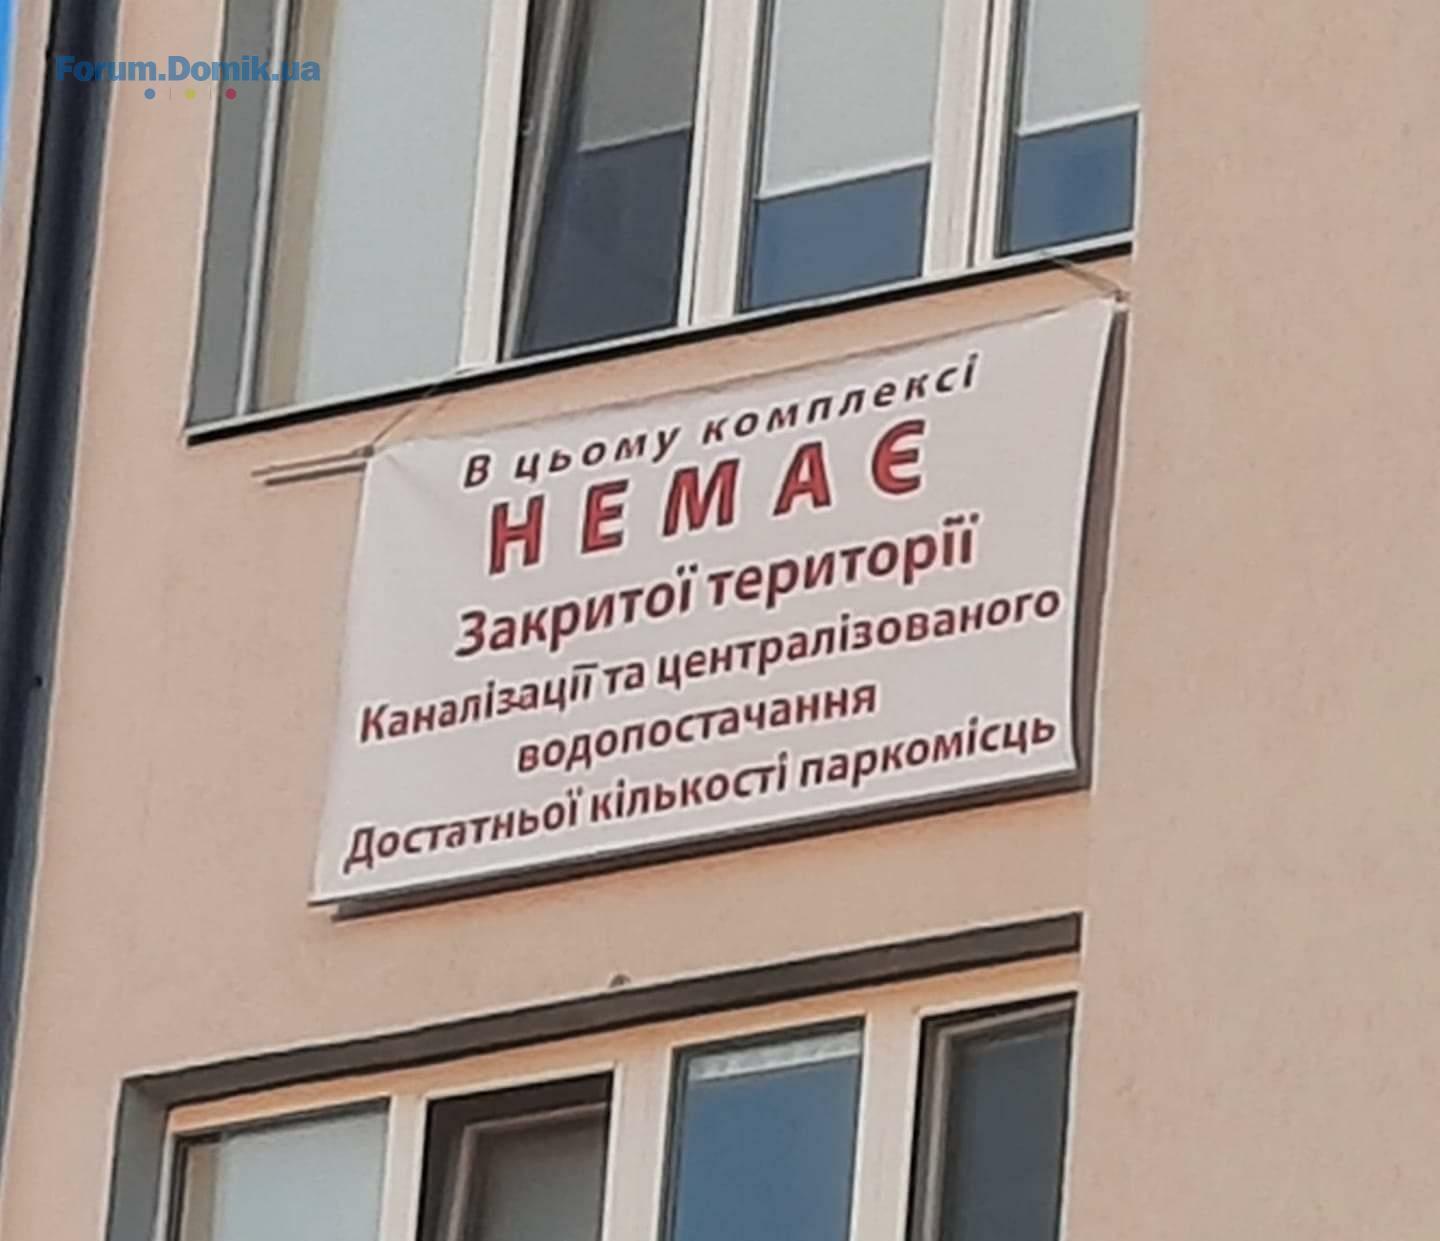 Forum.Domik.ua
В цьому комплексі
НЕМАЄ
Закритої території
Каналізації та централізованого
водопостачання
Достатньої кількості паркомісць